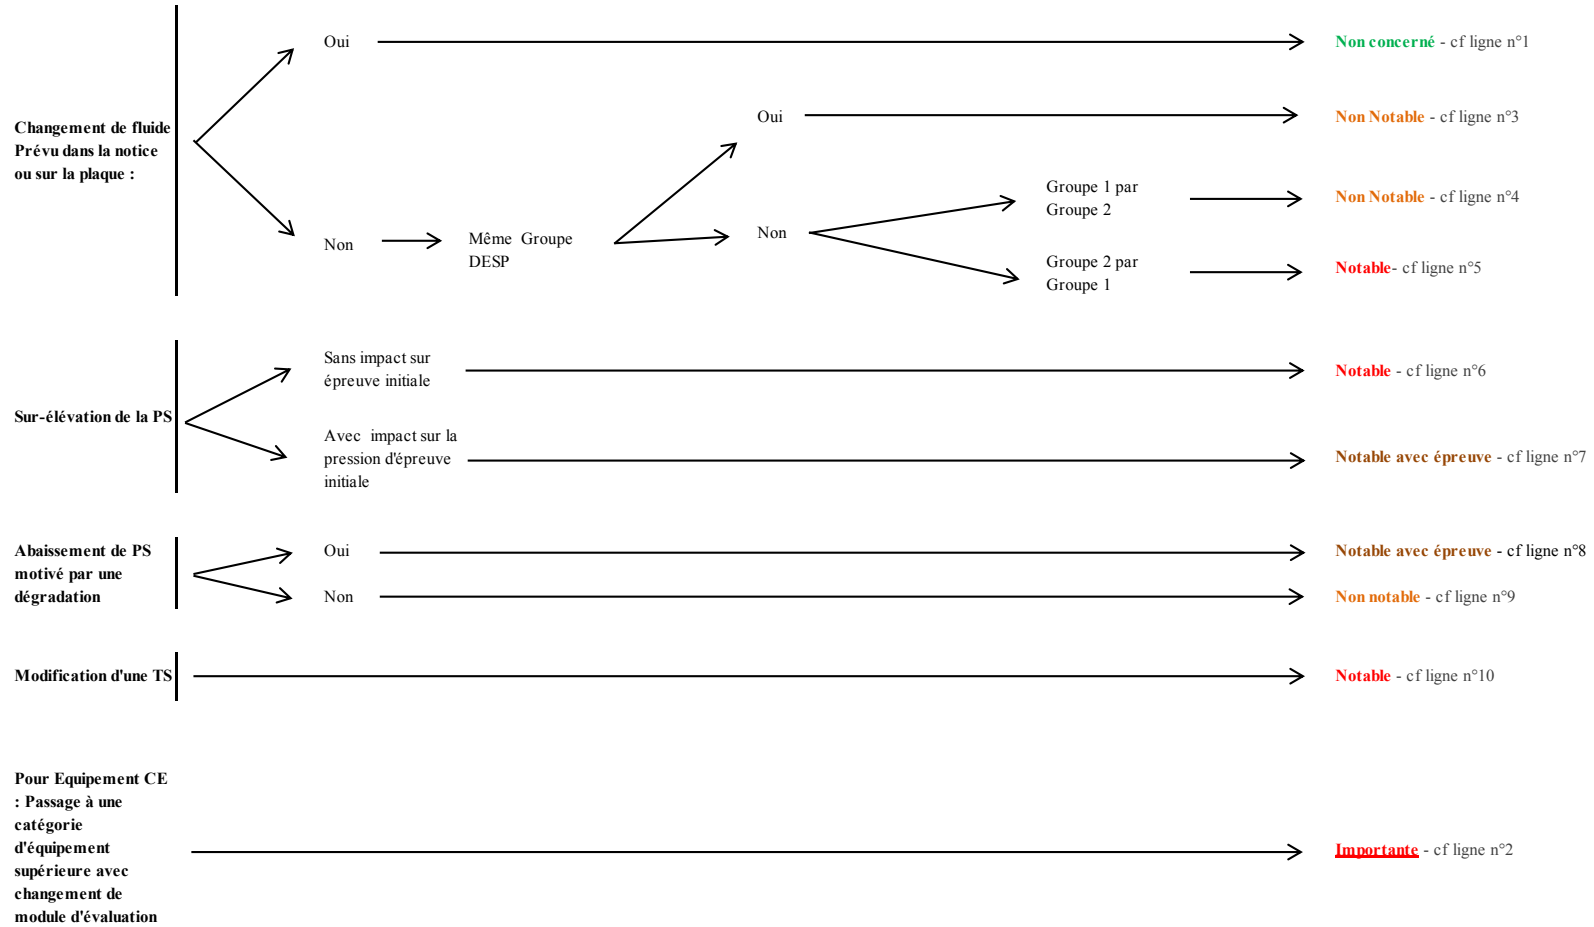 Oui
Non concerné - cf ligne n°1
Changement de fluide
Prévu dans la notice
ou sur la plaque :
Oui
Non Notable - cf ligne n°3
Groupe 1 par
Groupe 2
Non Notable - cf ligne n°4
Non
Même Groupe
DESP
Non
Groupe 2 par
Groupe 1
Notable- cf ligne n°5
Sans impact sur
épreuve initiale
Notable - cf ligne n°6
Sur-élévation de la PS
Avec impact sur la
pression d'épreuve
initiale
Notable avec épreuve - cf ligne n°7
Abaissement de PS
motivé par une
dégradation
Oui
Notable avec épreuve - cf ligne n°8
Non
Non notable - cf ligne n°9
Modification d'une TS
Notable - cf ligne n°10
Pour Equipement CE
: Passage à une
catégorie
d'équipement
supérieure avec
changement de
module d'évaluation
Importante - cf ligne n°2